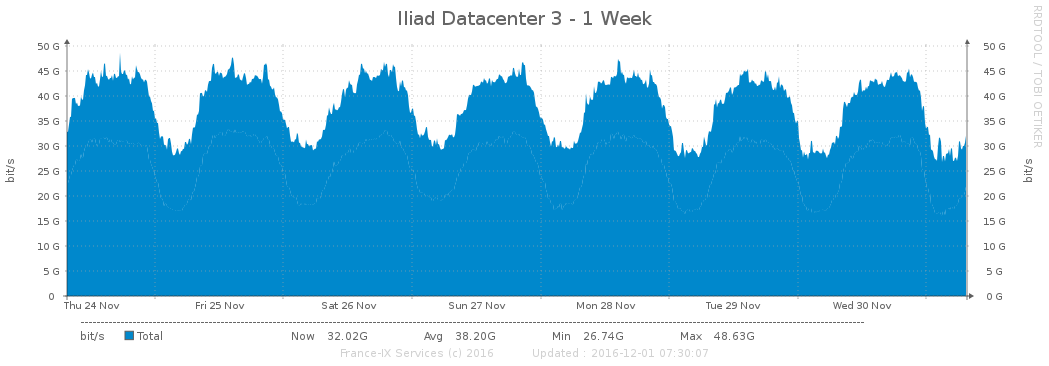 Iliad Datacenter 3 - 1 Week
RRDTOOL / TOBI OETIKER
50 G 50 G
45 G 45 G
40 G 40 G
35 G 35 G
30 G 30 G
25 G 25 G
20 G 20 G
15 G 15 G
10 G 10 G
5 G 5 G
0 0 G
bit/s bit/s
Thu 24 Nov Fri 25 Nov Sat 26 Nov Sun 27 Nov Mon 28 Nov Tue 29 Nov Wed 30 Nov
bit/s Total Now 32.02G Avg 38.20G Min 26.74G Max 48.63G
France-IX Services (c) 2016 Updated : 2016-12-01 07:30:07